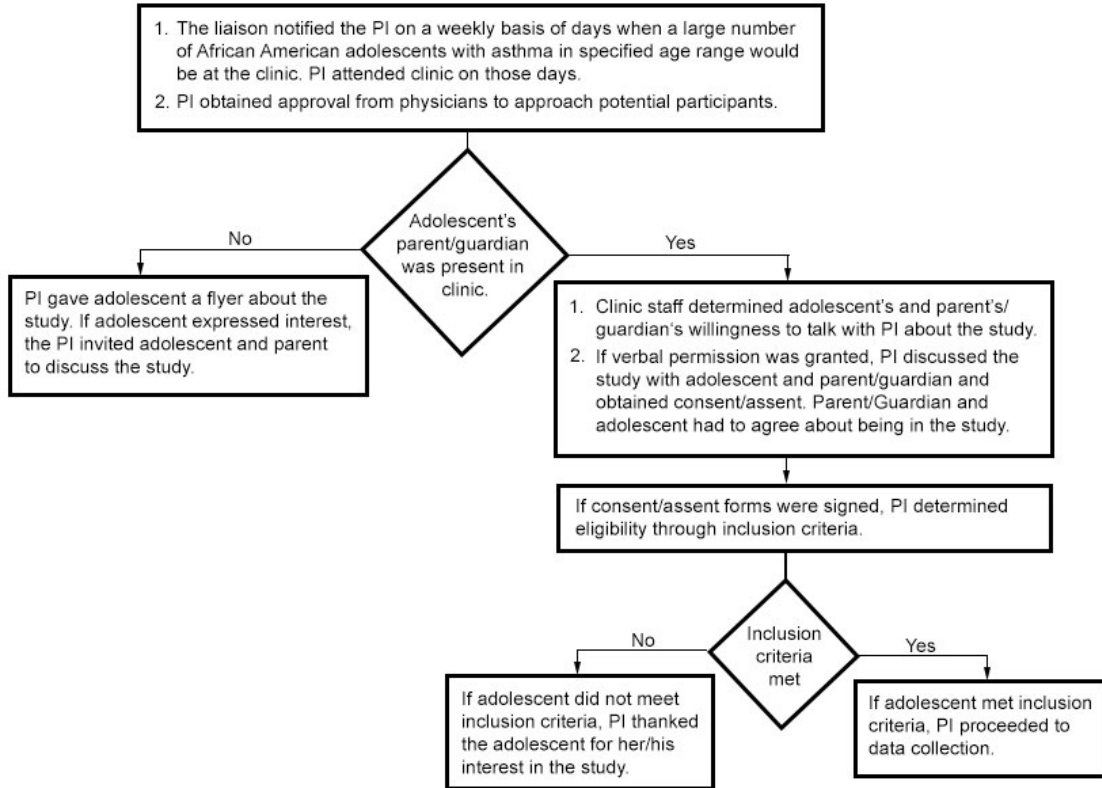 1. The liaison notified the PI on a weekly basis of days when a large number
of African American adolescents with asthma in specified age range would
be at the clinic. PI attended clinic on those days.
2. PI obtained approval from physicians to approach potential participants.
Adolescent's
parent/guardian
was present in
clinic.
No
Yes
PI gave adolescent a flyer about the
study. If adolescent expressed interest,
the PI invited adolescent and parent
to discuss the study.
1. Clinic staff determined adolescent's and parent's/
guardian's willingness to talk with PI about the study.
2. If verbal permission was granted, PI discussed the
study with adolescent and parent/guardian and
obtained consent/assent. Parent/Guardian and
adolescent had to agree about being in the study.
If consent/assent forms were signed, PI determined
eligibility through inclusion criteria.
Inclusion
criteria
met
No
Yes
If adolescent did not meet
inclusion criteria, PI thanked
the adolescent for her/his
interest in the study.
If adolescent met inclusion
criteria, PI proceeded to
data collection.